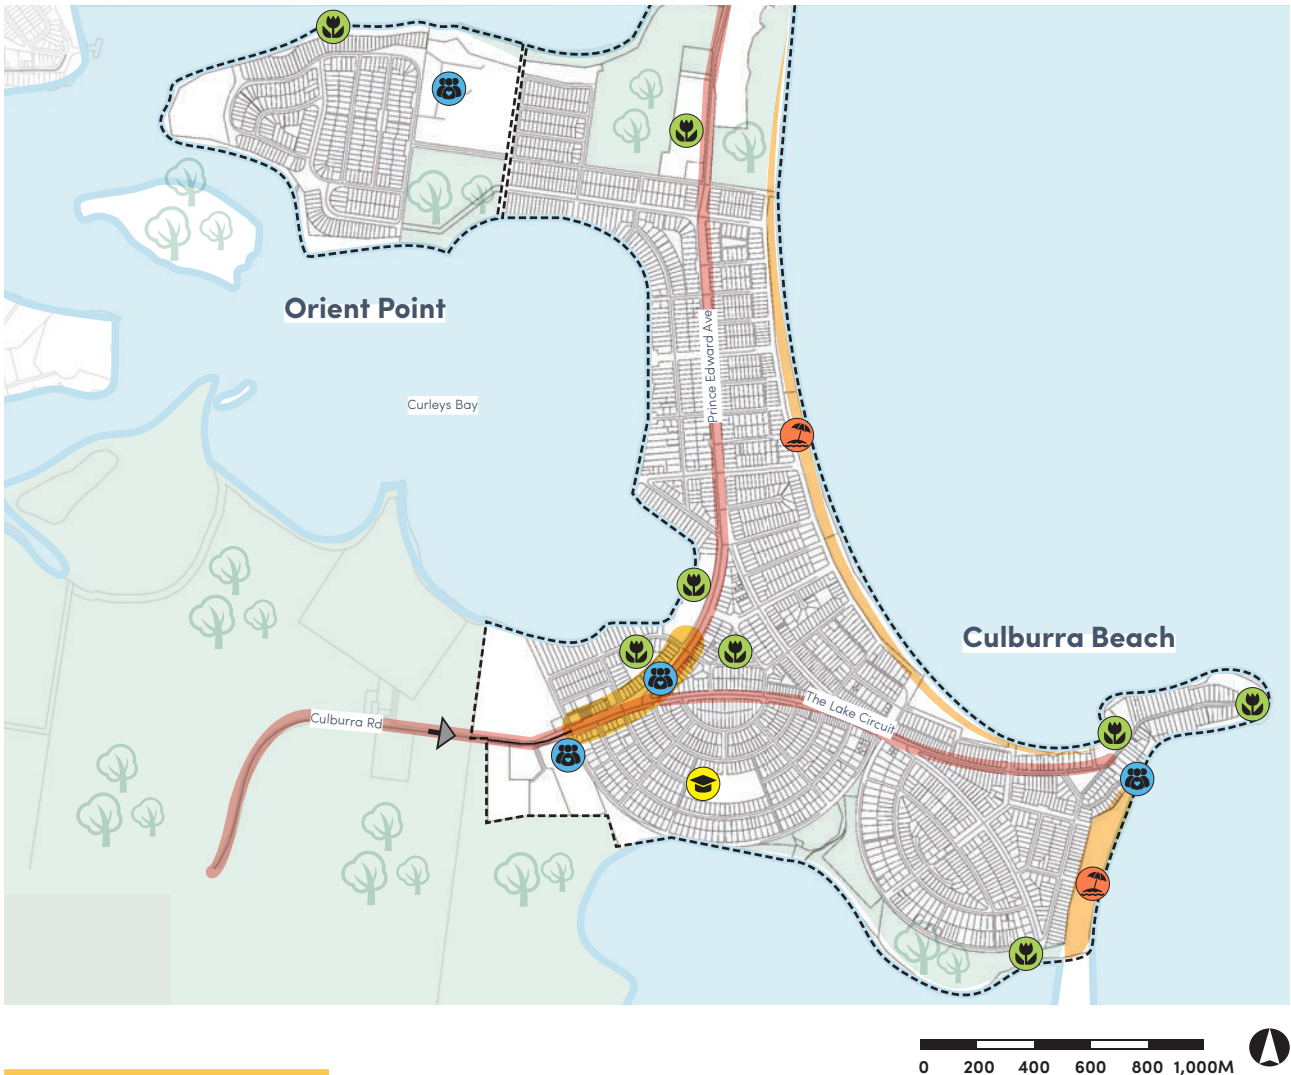 Orient Point
Prince Edward Ave
Curleys Bay
Culburra Beach
The Lake Circuit
Culburra Rd
0 200 400 600 800 1,000M